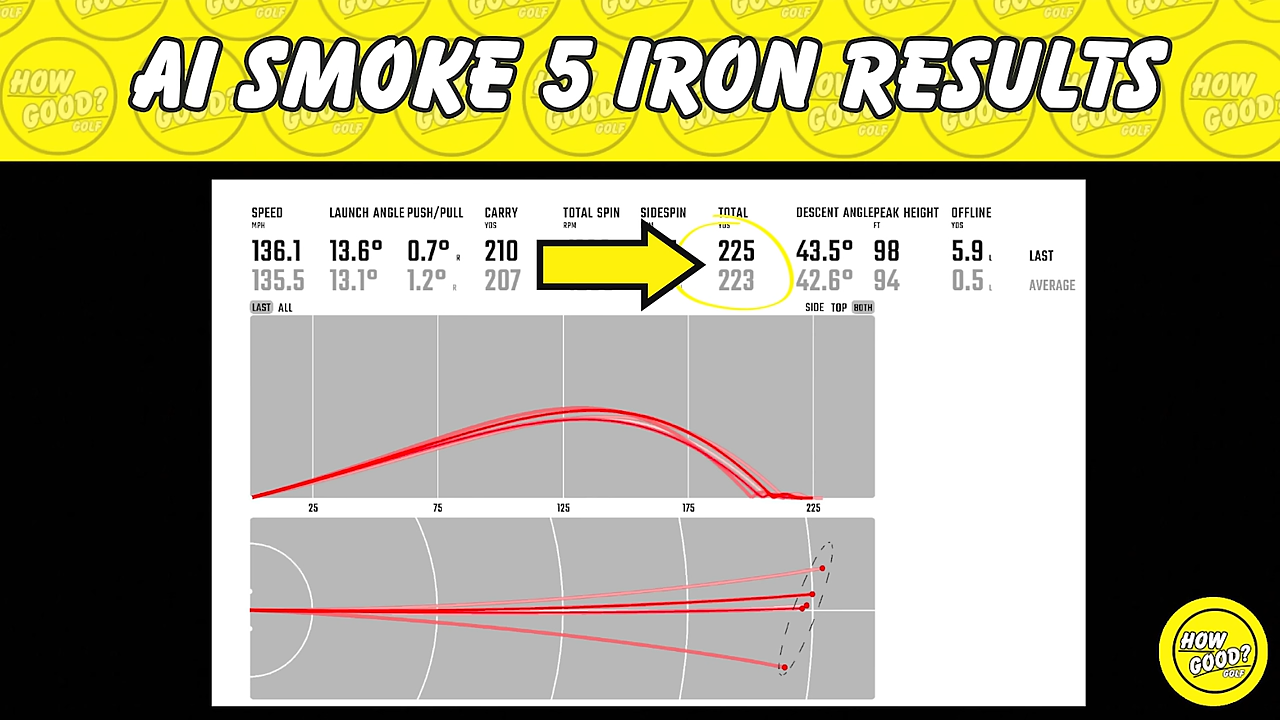 AI SMOKE 5 IRON RESULTS
SPEED LAUNCH ANGLE PUSH/PULL CARRY TOTAL SPIN SIDESPIN TOTAL DESCENT ANGLE PEAK HEIGHT OFFLINE
MPH YDS RPM YDS FT YDS
136.1 13.6° 0.7° R 210 225 43.5° 98 5.9 L LAST
135.5 13.1° 1.2° R 207 223 42.6° 94 0.5 L AVERAGE
LAST ALL SIDE TOP BOTH
25 75 125 175 225
HOW
GOOD?
GOLF